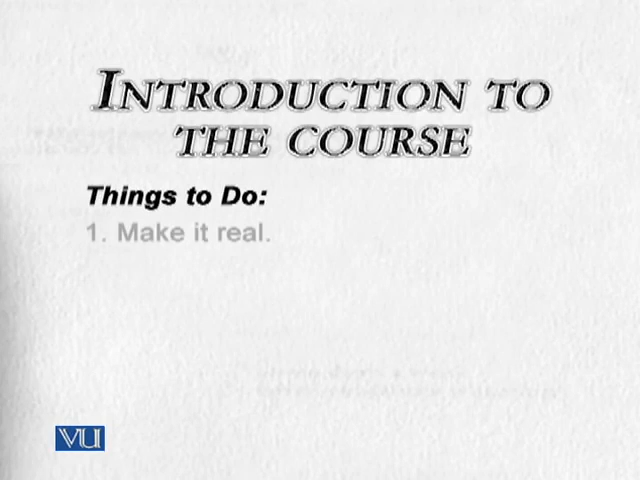 INTRODUCTION TO
THE COURSE
Things to Do:
1. Make it real.
VU